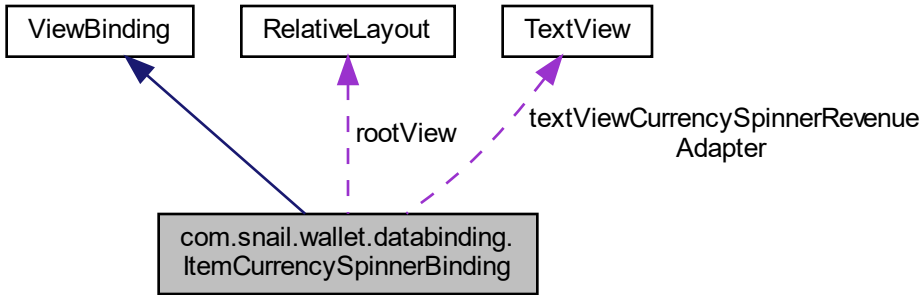 ViewBinding
RelativeLayout
TextView
rootView
textViewCurrencySpinnerRevenue
Adapter
com.snail.wallet.databinding.
ItemCurrencySpinnerBinding